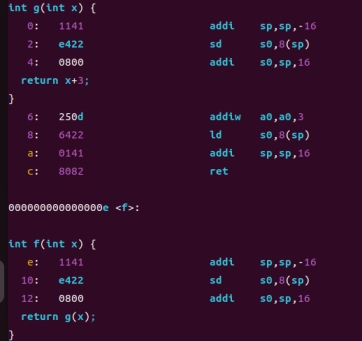 int g(int x) {
   0:   1141                    addi    sp,sp,-16
   2:   e422                    sd      s0,8(sp)
   4:   0800                    addi    s0,sp,16
  return x+3;
}
   6:   250d                    addiw   a0,a0,3
   8:   6422                    ld      s0,8(sp)
   a:   0141                    addi    sp,sp,16
   c:   8082                    ret
000000000000000e <f>:
int f(int x) {
   e:   1141                    addi    sp,sp,-16
  10:   e422                    sd      s0,8(sp)
  12:   0800                    addi    s0,sp,16
  return g(x);
}